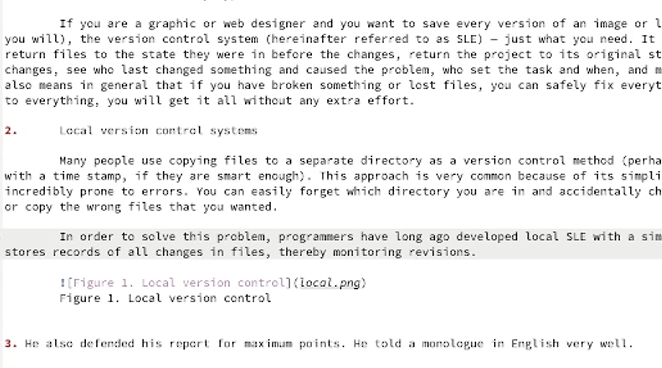 If you are a graphic or web designer and you want to save every version of an image or l
you will), the version control system (hereinafter referred to as SLE) – just what you need. It
return files to the state they were in before the changes, return the project to its original st
changes, see who last changed something and caused the problem, who set the task and when, and m
also means in general that if you have broken something or lost files, you can safely fix everyt
to everything, you will get it all without any extra effort.
2. Local version control systems
Many people use copying files to a separate directory as a version control method (perha
with a time stamp, if they are smart enough). This approach is very common because of its simpli
incredibly prone to errors. You can easily forget which directory you are in and accidentally ch
or copy the wrong files that you wanted.
In order to solve this problem, programmers have long ago developed local SLE with a sim
stores records of all changes in files, thereby monitoring revisions.
![Figure 1. Local version control](local.png)
Figure 1. Local version control
3. He also defended his report for maximum points. He told a monologue in English very well.